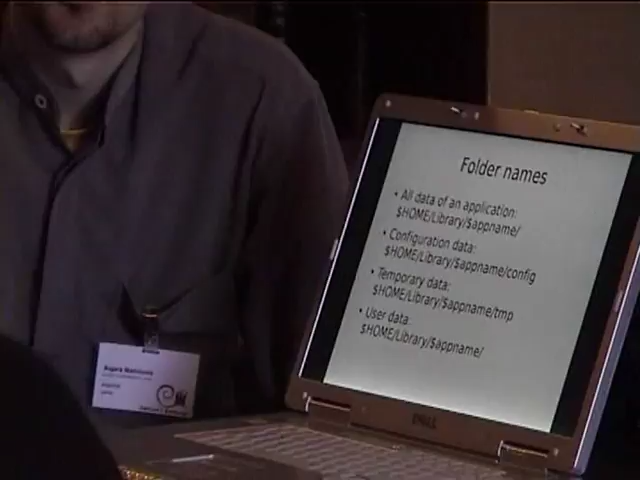 Folder names
• All data of an application:
$HOME/Library/$appname/
• Configuration data:
$HOME/Library/$appname/config
• Temporary data:
$HOME/Library/$appname/tmp
• User data:
$HOME/Library/$appname/
DELL